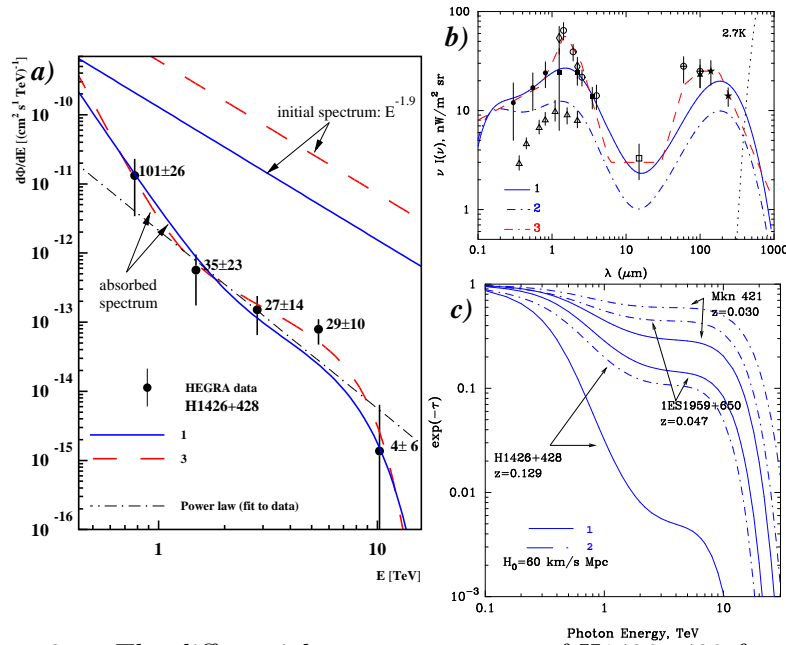 a)
dΦ/dE [(cm² s¹ TeV)⁻¹]
10⁻¹⁰
10⁻¹¹
10⁻¹²
10⁻¹³
10⁻¹⁴
10⁻¹⁵
10⁻¹⁶
initial spectrum: E⁻¹·⁹
101±26
35±23
27±14
29±10
4± 6
absorbed
spectrum
HEGRA data
H1426+428
1
3
Power law (fit to data)
1
10
E [TeV]
b)
ν I(ν), nW/m² sr
100
10
1
2.7K
1
2
3
0.1
1
10
100
1000
λ (μm)
c)
exp(−τ)
1
0.1
0.01
10⁻³
Mkn 421
z=0.030
1ES1959+650
z=0.047
H1426+428
z=0.129
1
2
H₀=60 km/s Mpc
0.1
1
10
Photon Energy, TeV